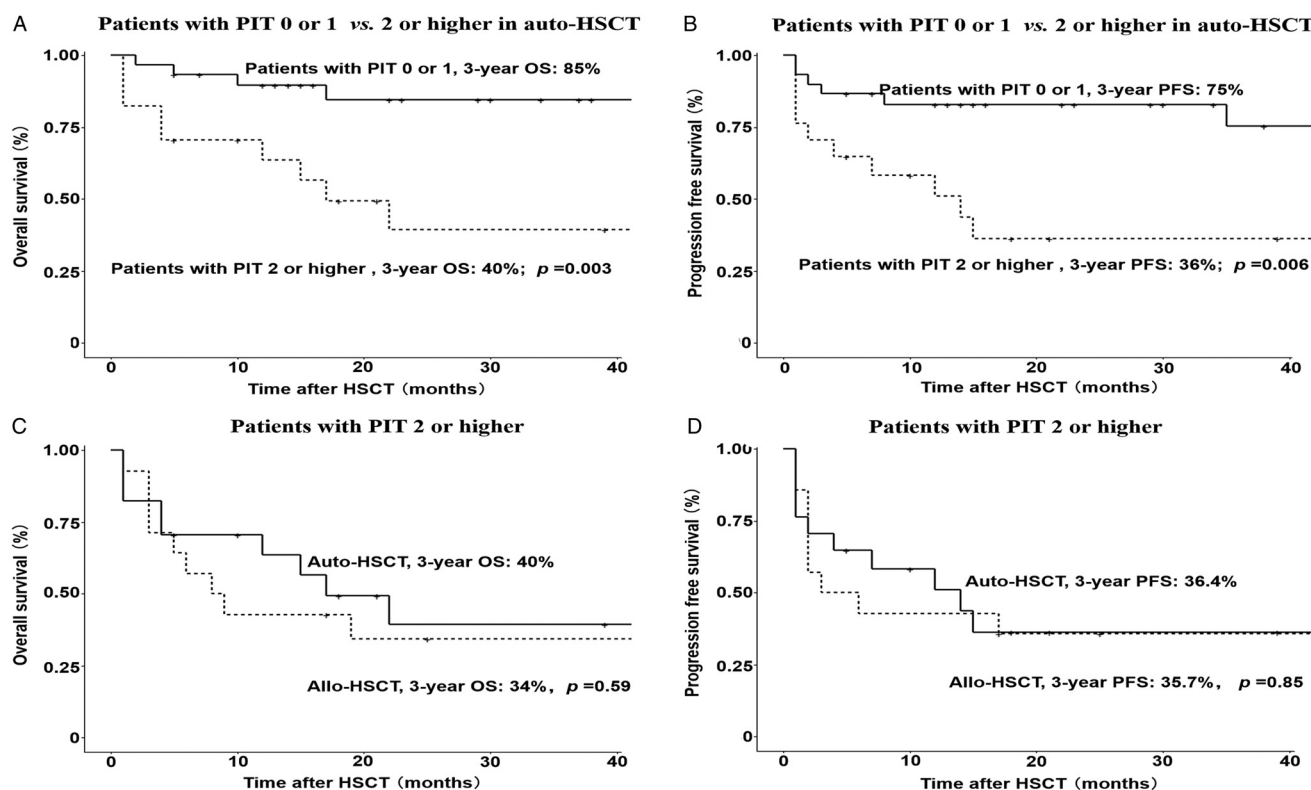 A
Patients with PIT 0 or 1 vs. 2 or higher in auto-HSCT
Overall survival (%)
1.00
0.75
0.50
0.25
0
Patients with PIT 0 or 1, 3-year OS: 85%
Patients with PIT 2 or higher , 3-year OS: 40%; p =0.003
0 10 20 30 40
Time after HSCT (months)
B
Patients with PIT 0 or 1 vs. 2 or higher in auto-HSCT
Progression free survival (%)
1.00
0.75
0.50
0.25
0
Patients with PIT 0 or 1, 3-year PFS: 75%
Patients with PIT 2 or higher , 3-year PFS: 36%; p =0.006
0 10 20 30 40
Time after HSCT (months)
C
Patients with PIT 2 or higher
Overall survival (%)
1.00
0.75
0.50
0.25
0
Auto-HSCT, 3-year OS: 40%
Allo-HSCT, 3-year OS: 34%, p =0.59
0 10 20 30 40
Time after HSCT (months)
D
Patients with PIT 2 or higher
Progression free survival (%)
1.00
0.75
0.50
0.25
0
Auto-HSCT, 3-year PFS: 36.4%
Allo-HSCT, 3-year PFS: 35.7%, p =0.85
0 10 20 30 40
Time after HSCT (months)